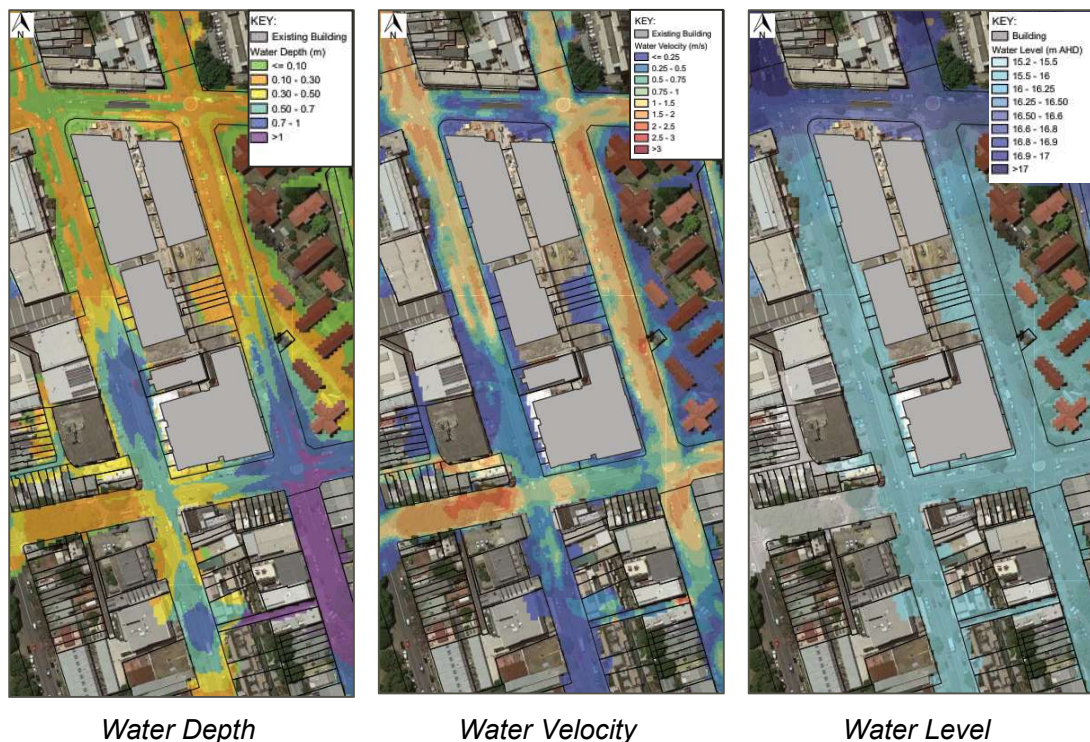 N
KEY:
Existing Building
Water Depth (m)
<= 0.10
0.10 - 0.30
0.30 - 0.50
0.50 - 0.7
0.7 - 1
>1
Water Depth
N
KEY:
Existing Building
Water Velocity (m/s)
<= 0.25
0.25 - 0.5
0.5 - 0.75
0.75 - 1
1 - 1.5
1.5 - 2
2 - 2.5
2.5 - 3
>3
Water Velocity
N
KEY:
Building
Water Level (m AHD)
15.2 - 15.5
15.5 - 16
16 - 16.25
16.25 - 16.50
16.50 - 16.6
16.6 - 16.8
16.8 - 16.9
16.9 - 17
>17
Water Level